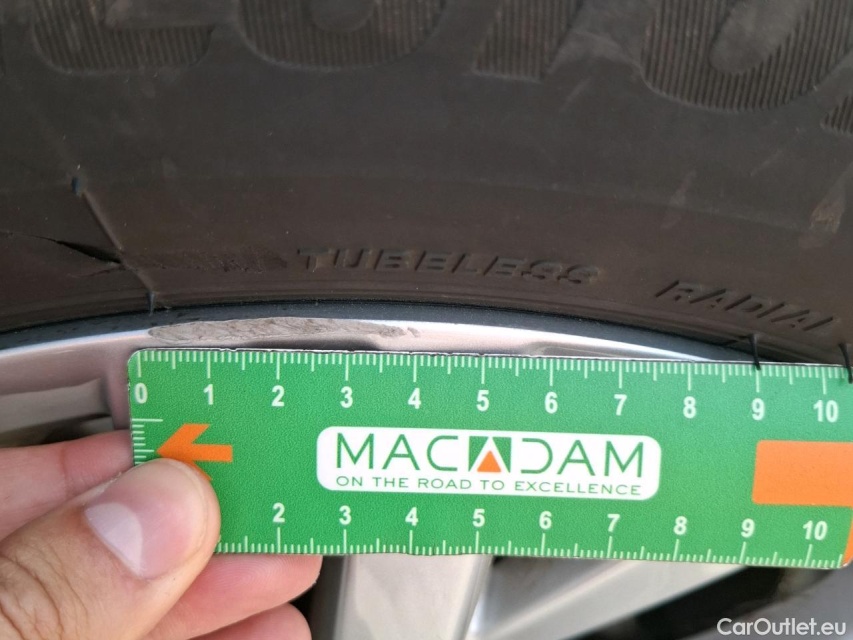 TUBELESS
RADIAL
0 1 2 3 4 5 6 7 8 9 10
MACADAM
ON THE ROAD TO EXCELLENCE
2 3 4 5 6 7 8 9 10
CarOutlet.eu